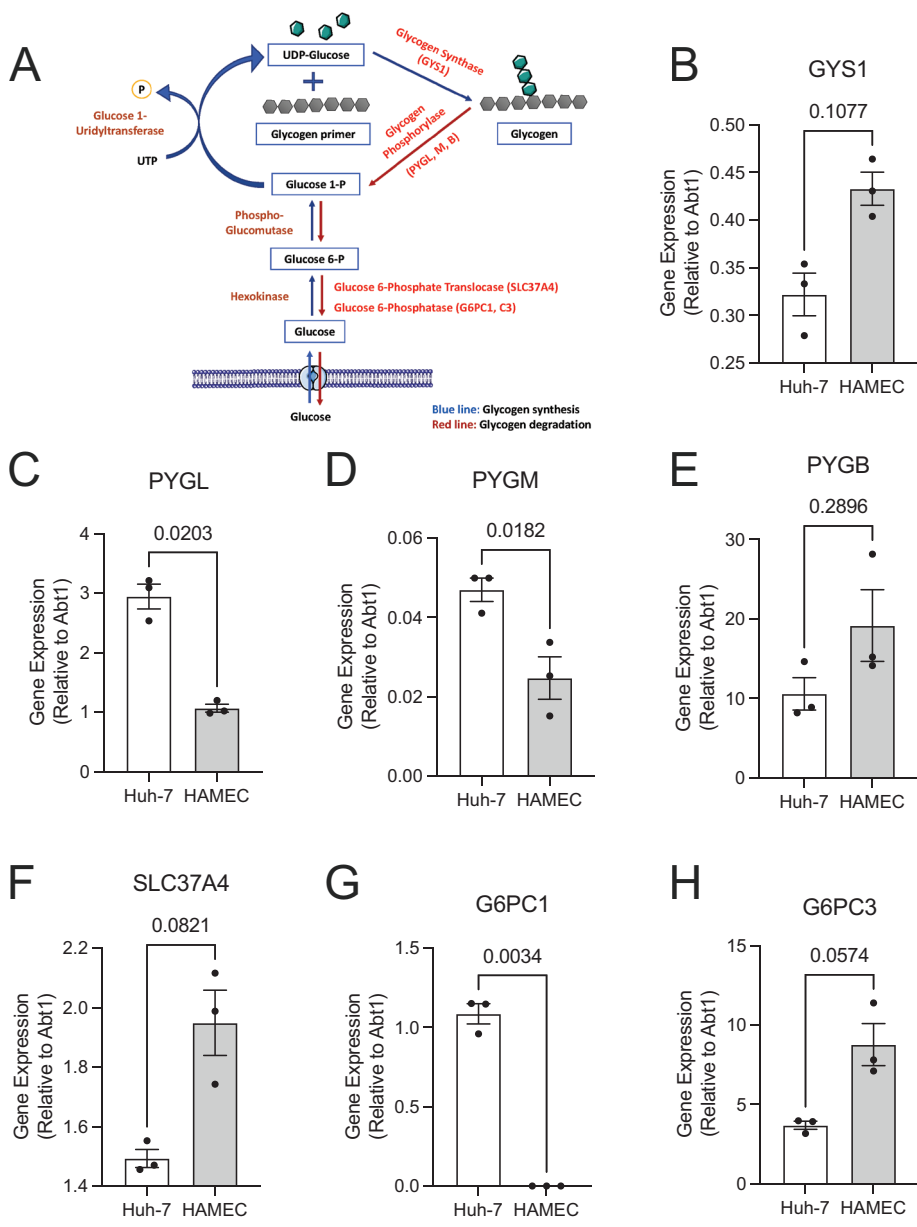 A
UDP-Glucose
Glycogen Synthase
(GYS1)
P
Glucose 1-
Uridyltransferase
UTP
Glycogen primer
Glycogen
Phosphorylase
(PYGL, M, B)
Glycogen
Glucose 1-P
Phospho-
Glucomutase
Glucose 6-P
Hexokinase
Glucose 6-Phosphate Translocase (SLC37A4)
Glucose 6-Phosphatase (G6PC1, C3)
Glucose
Glucose
Blue line: Glycogen synthesis
Red line: Glycogen degradation
B
GYS1
0.1077
Gene Expression
(Relative to Abt1)
0.50
0.45
0.40
0.35
0.30
0.25
Huh-7 HAMEC
C
PYGL
0.0203
Gene Expression
(Relative to Abt1)
4
3
2
1
0
Huh-7 HAMEC
D
PYGM
0.0182
Gene Expression
(Relative to Abt1)
0.06
0.04
0.02
0.00
Huh-7 HAMEC
E
PYGB
0.2896
Gene Expression
(Relative to Abt1)
30
20
10
0
Huh-7 HAMEC
F
SLC37A4
0.0821
Gene Expression
(Relative to Abt1)
2.2
2.0
1.8
1.6
1.4
Huh-7 HAMEC
G
G6PC1
0.0034
Gene Expression
(Relative to Abt1)
1.5
1.0
0.5
0.0
Huh-7 HAMEC
H
G6PC3
0.0574
Gene Expression
(Relative to Abt1)
15
10
5
0
Huh-7 HAMEC